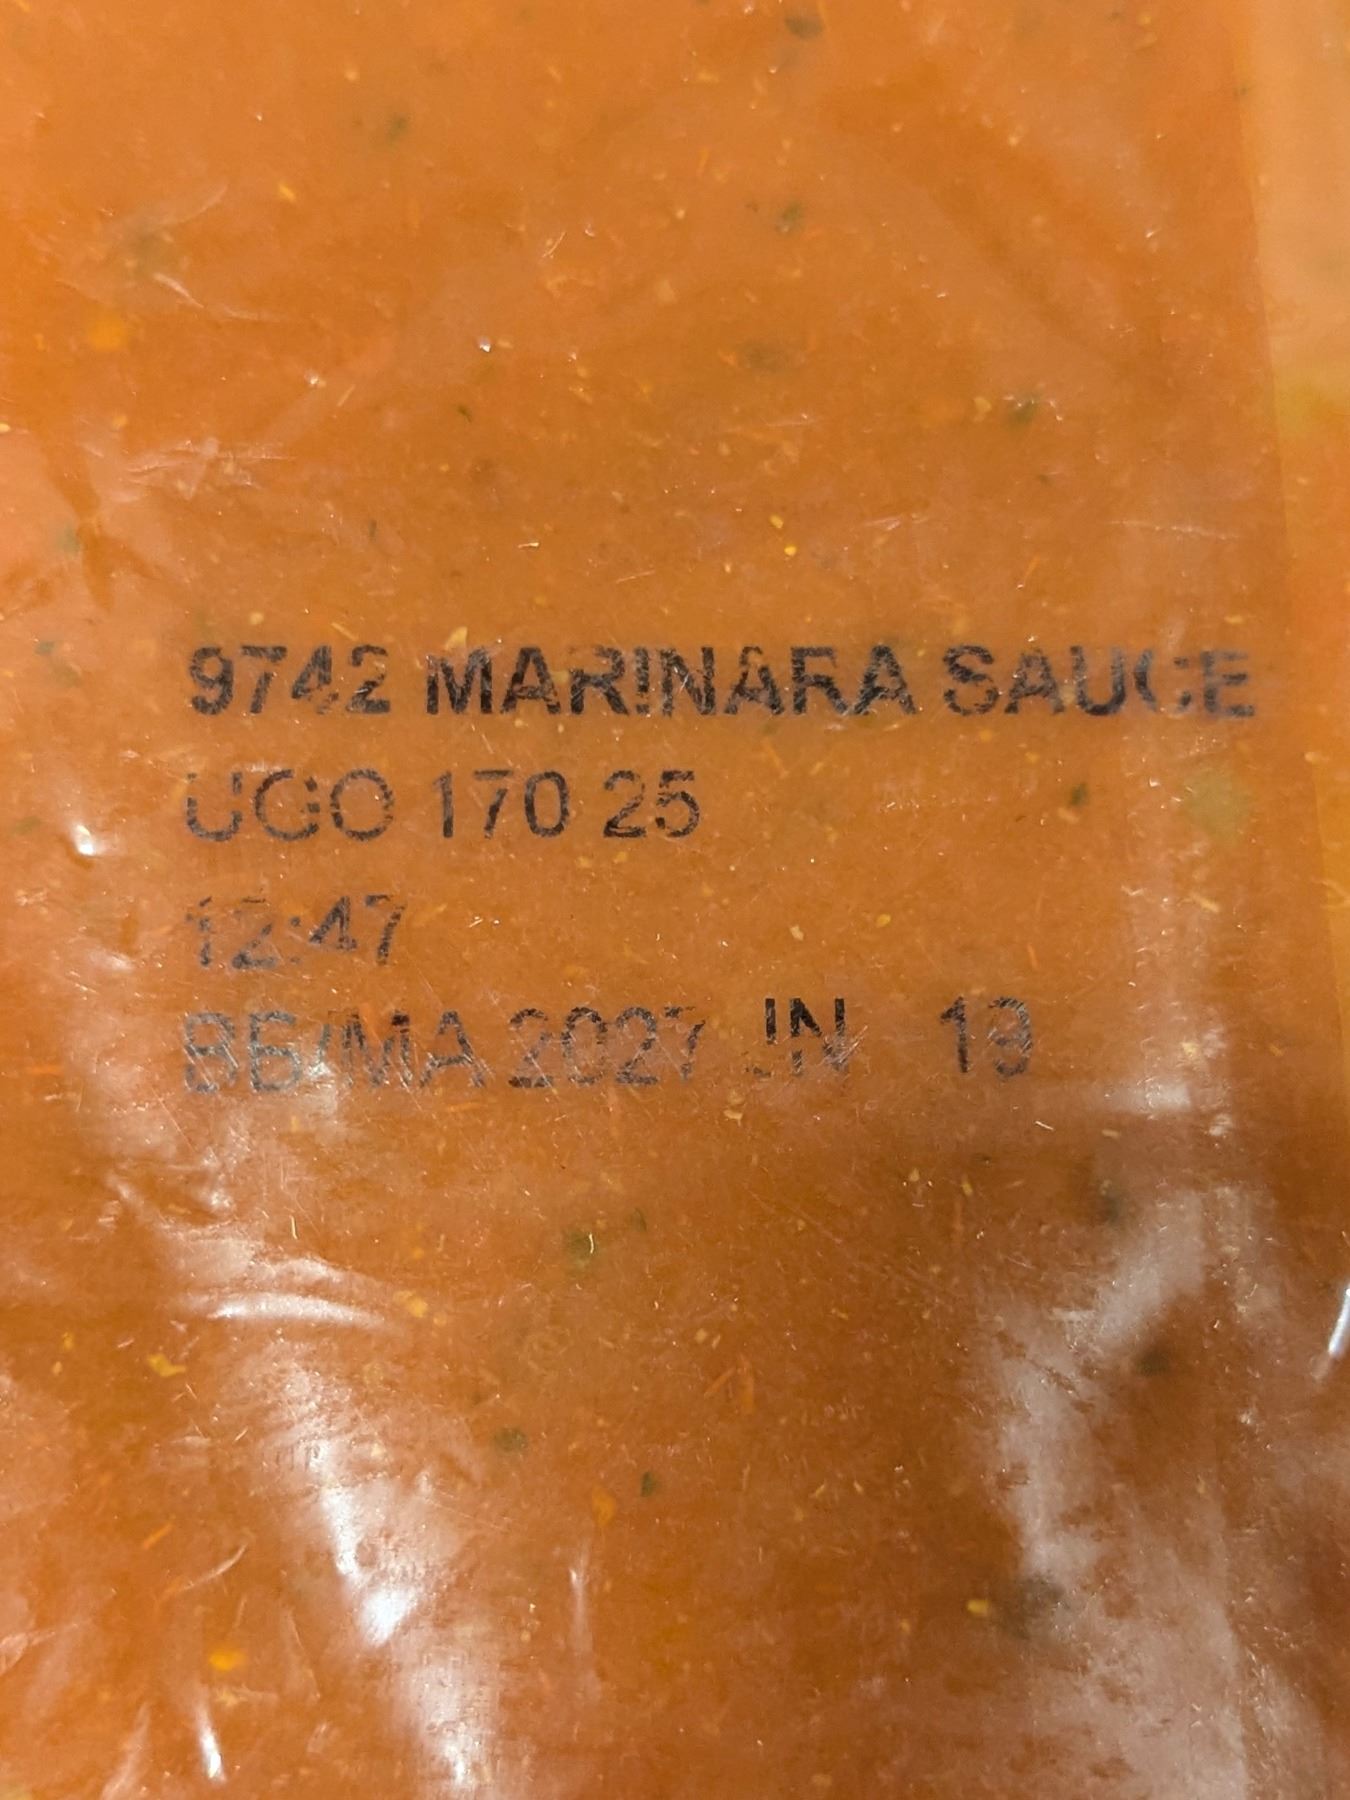 9742 MARINARA SAUCE
UGO 170 25
12:47
BB/MA 2027 JN 19